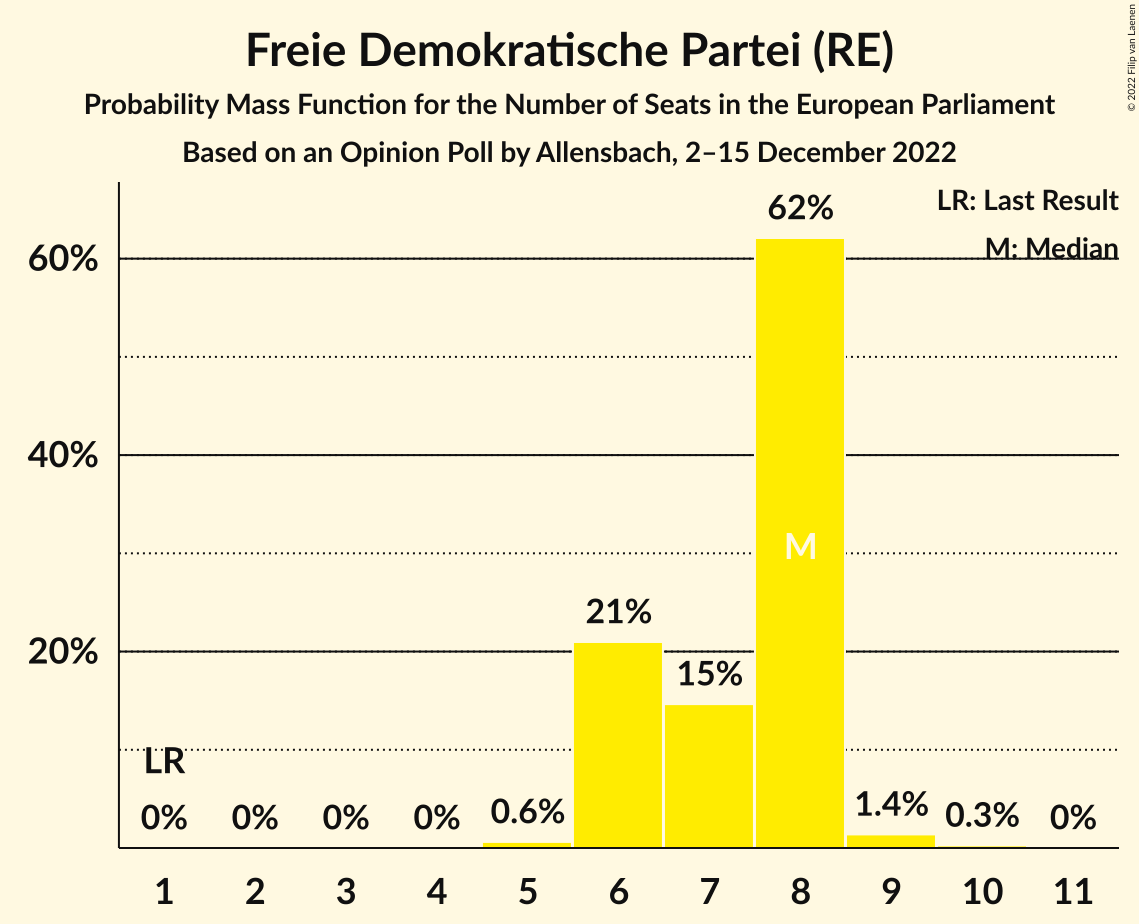 Freie Demokratische Partei (RE)
Probability Mass Function for the Number of Seats in the European Parliament
Based on an Opinion Poll by Allensbach, 2–15 December 2022
© 2022 Filip van Laenen
LR: Last Result
M: Median
62%
60%
40%
M
21%
20%
15%
LR
0%
0%
0%
0%
0.6%
1.4%
0.3%
0%
1 2 3 4 5 6 7 8 9 10 11